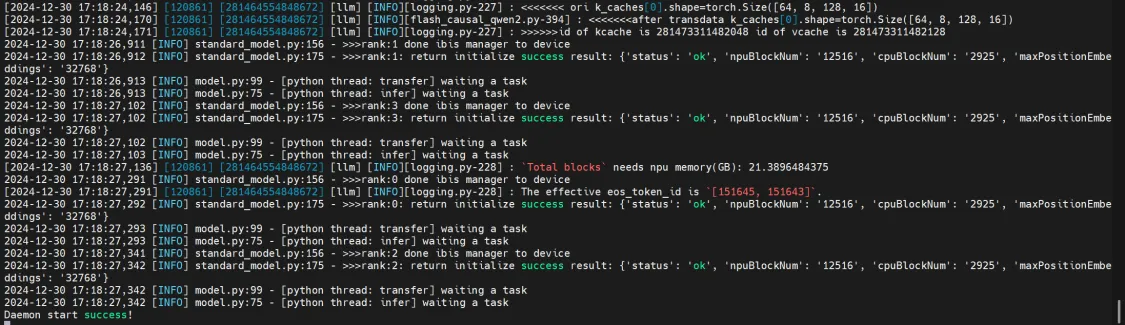 [2024-12-30 17:18:24,146] [120861] [281464554848672] [llm] [INFO][logging.py-227] : <<<<<<< ori k_caches[0].shape=torch.Size([64, 8, 128, 16])
[2024-12-30 17:18:24,170] [120861] [281464554848672] [llm] [INFO][flash_causal_qwen2.py-394] : <<<<<<<after transdata k_caches[0].shape=torch.Size([64, 8, 128, 16])
[2024-12-30 17:18:24,171] [120861] [281464554848672] [llm] [INFO][logging.py-227] : >>>>>>id of kcache is 281473311482048 id of vcache is 281473311482128
2024-12-30 17:18:26,911 [INFO] standard_model.py:156 - >>>rank:1 done ibis manager to device
2024-12-30 17:18:26,912 [INFO] standard_model.py:175 - >>>rank:1: return initialize success result: {'status': 'ok', 'npuBlockNum': '12516', 'cpuBlockNum': '2925', 'maxPositionEmbe
ddings': '32768'}
2024-12-30 17:18:26,913 [INFO] model.py:99 - [python thread: transfer] waiting a task
2024-12-30 17:18:26,913 [INFO] model.py:75 - [python thread: infer] waiting a task
2024-12-30 17:18:27,102 [INFO] standard_model.py:156 - >>>rank:3 done ibis manager to device
2024-12-30 17:18:27,102 [INFO] standard_model.py:175 - >>>rank:3: return initialize success result: {'status': 'ok', 'npuBlockNum': '12516', 'cpuBlockNum': '2925', 'maxPositionEmbe
ddings': '32768'}
2024-12-30 17:18:27,102 [INFO] model.py:99 - [python thread: transfer] waiting a task
2024-12-30 17:18:27,103 [INFO] model.py:75 - [python thread: infer] waiting a task
[2024-12-30 17:18:27,136] [120861] [281464554848672] [llm] [INFO][logging.py-228] : `Total blocks` needs npu memory(GB): 21.3896484375
2024-12-30 17:18:27,291 [INFO] standard_model.py:156 - >>>rank:0 done ibis manager to device
[2024-12-30 17:18:27,291] [120861] [281464554848672] [llm] [INFO][logging.py-228] : The effective eos_token_id is `[151645, 151643]`.
2024-12-30 17:18:27,292 [INFO] standard_model.py:175 - >>>rank:0: return initialize success result: {'status': 'ok', 'npuBlockNum': '12516', 'cpuBlockNum': '2925', 'maxPositionEmbe
ddings': '32768'}
2024-12-30 17:18:27,293 [INFO] model.py:99 - [python thread: transfer] waiting a task
2024-12-30 17:18:27,293 [INFO] model.py:75 - [python thread: infer] waiting a task
2024-12-30 17:18:27,341 [INFO] standard_model.py:156 - >>>rank:2 done ibis manager to device
2024-12-30 17:18:27,342 [INFO] standard_model.py:175 - >>>rank:2: return initialize success result: {'status': 'ok', 'npuBlockNum': '12516', 'cpuBlockNum': '2925', 'maxPositionEmbe
ddings': '32768'}
2024-12-30 17:18:27,342 [INFO] model.py:99 - [python thread: transfer] waiting a task
2024-12-30 17:18:27,342 [INFO] model.py:75 - [python thread: infer] waiting a task
Daemon start success!